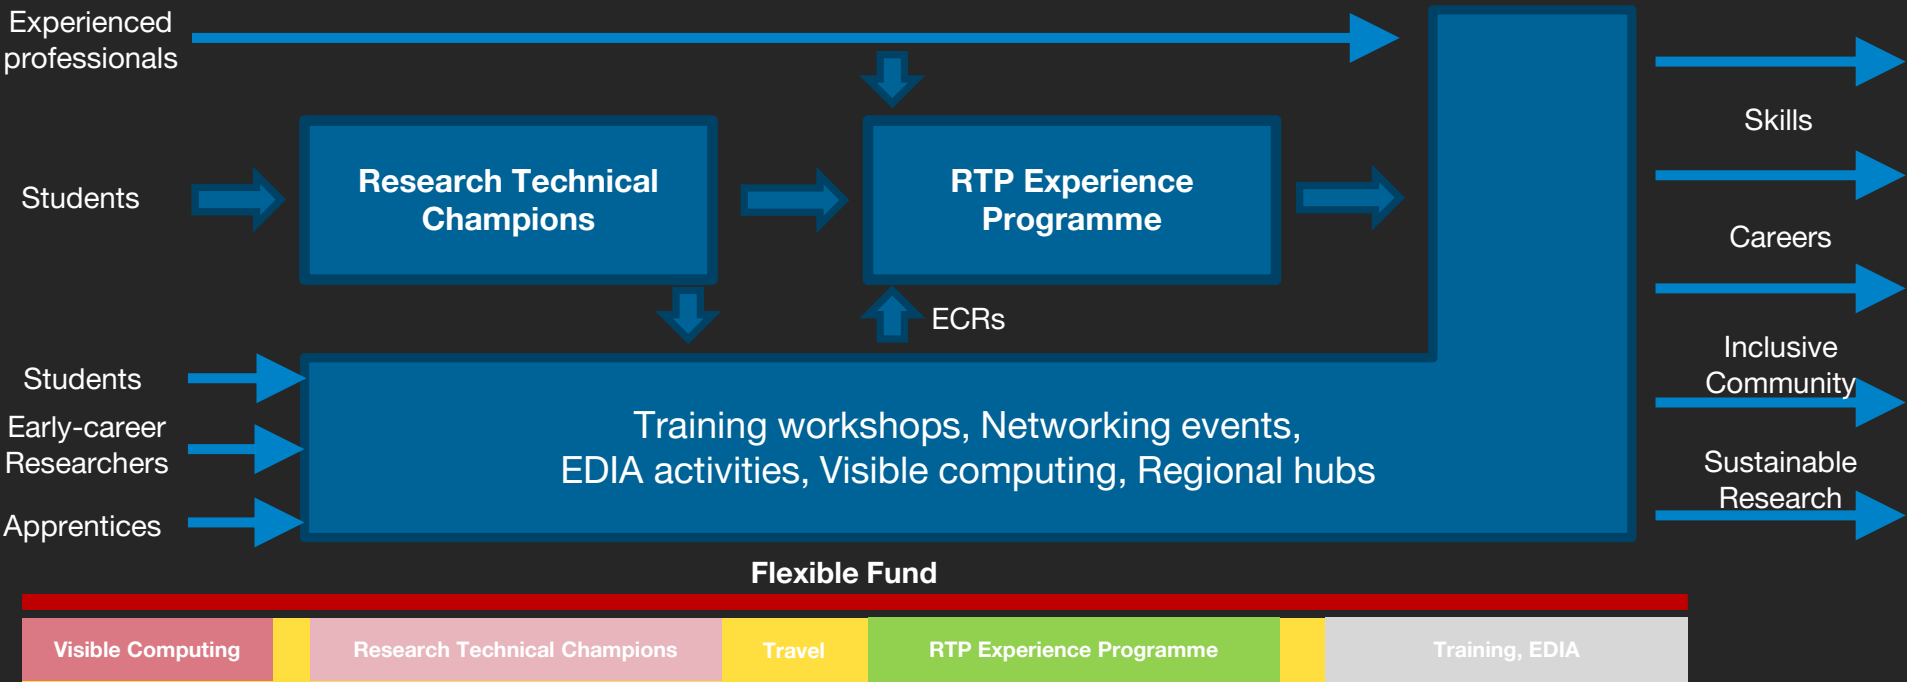 Experienced
professionals
Students
Research Technical
Champions
RTP Experience
Programme
ECRs
Students
Early-career
Researchers
Apprentices
Training workshops, Networking events,
EDIA activities, Visible computing, Regional hubs
Skills
Careers
Inclusive
Community
Sustainable
Research
Flexible Fund
Visible Computing
Research Technical Champions
Travel
RTP Experience Programme
Training, EDIA